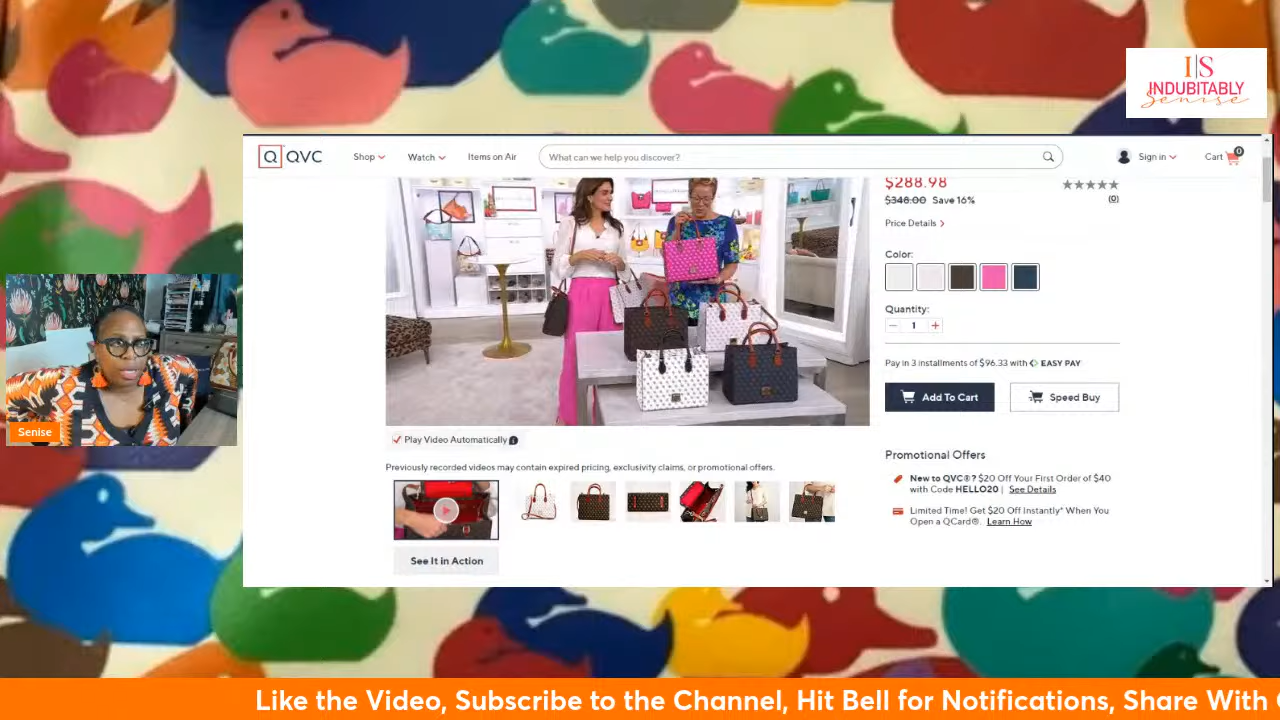 I|S
INDUBITABLY
Senise
QVC
Shop
Watch
Items on Air
What can we help you discover?
Sign in
Cart
0
$288.98
$348.00 Save 16%
(0)
Price Details
Color:
Quantity:
1
Pay in 3 installments of $96.33 with EASY PAY
Add To Cart
Speed Buy
Play Video Automatically
Previously recorded videos may contain expired pricing, exclusivity claims, or promotional offers.
See It in Action
Promotional Offers
New to QVC®? $20 Off Your First Order of $40
with Code HELLO20 | See Details
Limited Time! Get $20 Off Instantly* When You
Open a QCard®. Learn How
Senise
Like the Video, Subscribe to the Channel, Hit Bell for Notifications, Share With